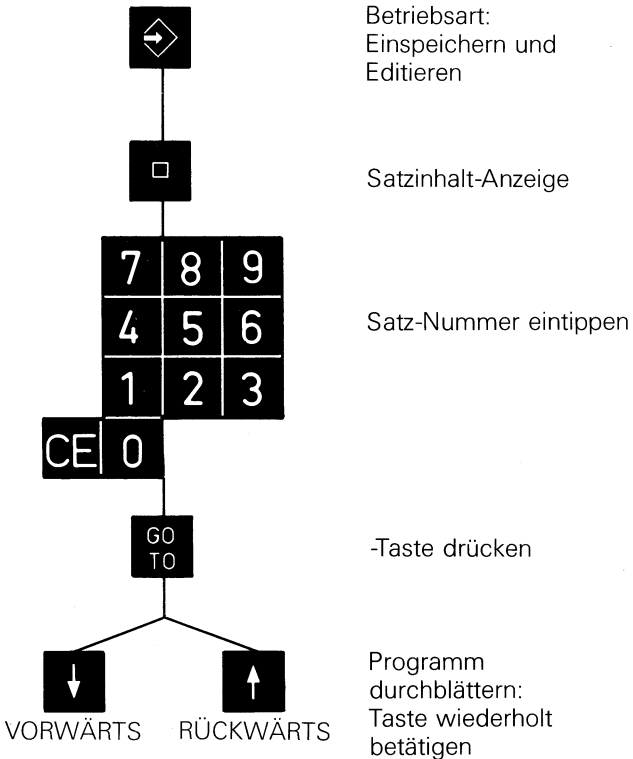 Betriebsart:
Einspeichern und
Editieren
Satzinhalt-Anzeige
7 8 9
4 5 6
1 2 3
CE 0
Satz-Nummer eintippen
GO
TO
-Taste drücken
VORWÄRTS RÜCKWÄRTS
Programm
durchblättern:
Taste wiederholt
betätigen